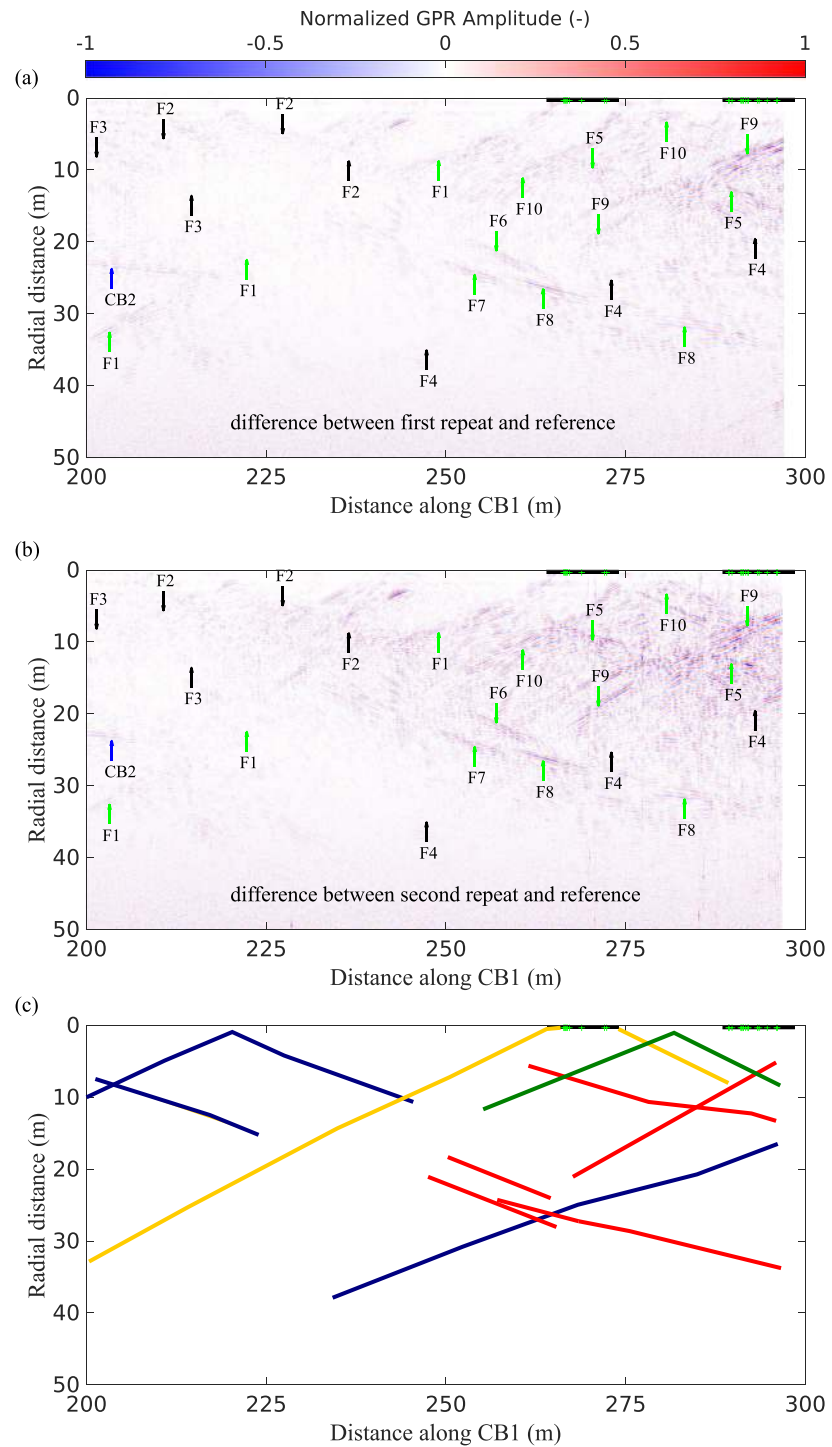 Normalized GPR Amplitude (-)
-1 -0.5 0 0.5 1
(a)
0
10
20
30
40
50
Radial distance (m)
F3 F2 F2 F2 F1 F10 F5 F10 F9
F3 F6 F9 F5 F4
CB2 F1 F7 F8 F4
F1 F4 F8
difference between first repeat and reference
200 225 250 275 300
Distance along CB1 (m)
(b)
0
10
20
30
40
50
Radial distance (m)
F3 F2 F2 F2 F1 F10 F5 F10 F9
F3 F6 F9 F5 F4
CB2 F1 F7 F8 F4
F1 F4 F8
difference between second repeat and reference
200 225 250 275 300
Distance along CB1 (m)
(c)
0
10
20
30
40
50
Radial distance (m)
200 225 250 275 300
Distance along CB1 (m)